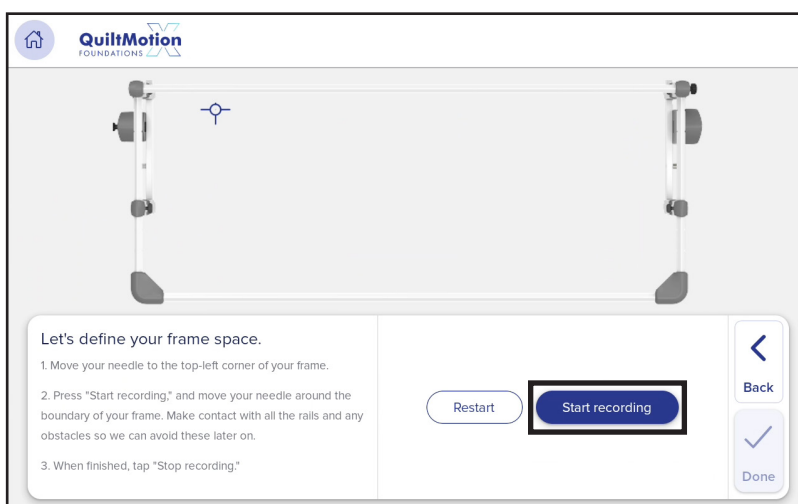 QuiltMotion X
FOUNDATIONS
Let's define your frame space.
1. Move your needle to the top-left corner of your frame.
2. Press "Start recording," and move your needle around the
boundary of your frame. Make contact with all the rails and any
obstacles so we can avoid these later on.
3. When finished, tap "Stop recording."
Restart
Start recording
Back
Done